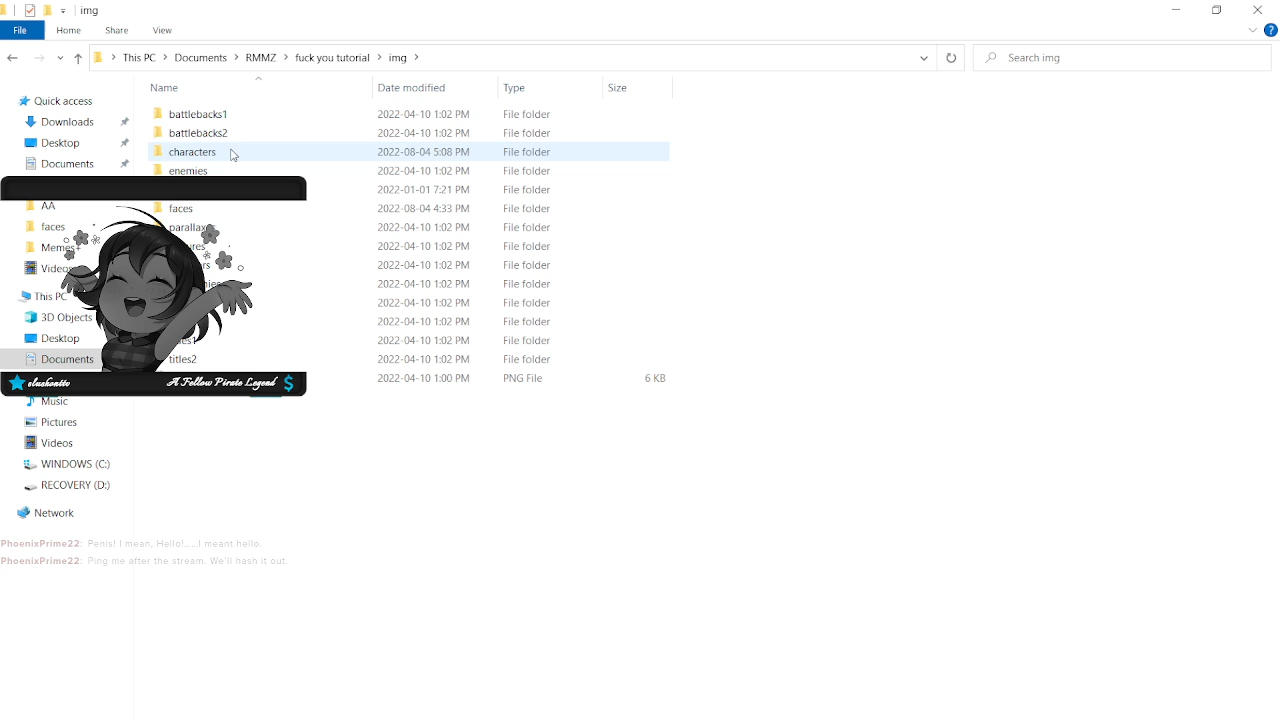 img
File Home Share View
This PC Documents RMMZ fuck you tutorial img
Search img
Name Date modified Type Size
Quick access
Downloads
Desktop
Documents
AA
faces
Memes
Videos
This PC
3D Objects
Desktop
Documents
Music
Pictures
Videos
WINDOWS (C:)
RECOVERY (D:)
Network
battlebacks1 2022-04-10 1:02 PM File folder
battlebacks2 2022-04-10 1:02 PM File folder
characters 2022-08-04 5:08 PM File folder
enemies 2022-04-10 1:02 PM File folder
2022-01-01 7:21 PM File folder
faces 2022-08-04 4:33 PM File folder
parallax 2022-04-10 1:02 PM File folder
2022-04-10 1:02 PM File folder
2022-04-10 1:02 PM File folder
2022-04-10 1:02 PM File folder
2022-04-10 1:02 PM File folder
2022-04-10 1:02 PM File folder
2022-04-10 1:02 PM File folder
titles2 2022-04-10 1:02 PM File folder
2022-04-10 1:00 PM PNG File 6 KB
A Fellow Pirate Legend $
PhoenixPrime22: Penis! I mean, Hello!.....I meant hello.
PhoenixPrime22: Ping me after the stream. We'll hash it out.